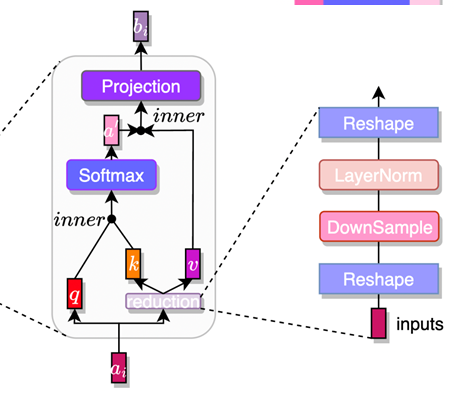 b_i
Projection
inner
a
Softmax
inner
k
v
q
reduction
a_i
Reshape
LayerNorm
DownSample
Reshape
inputs